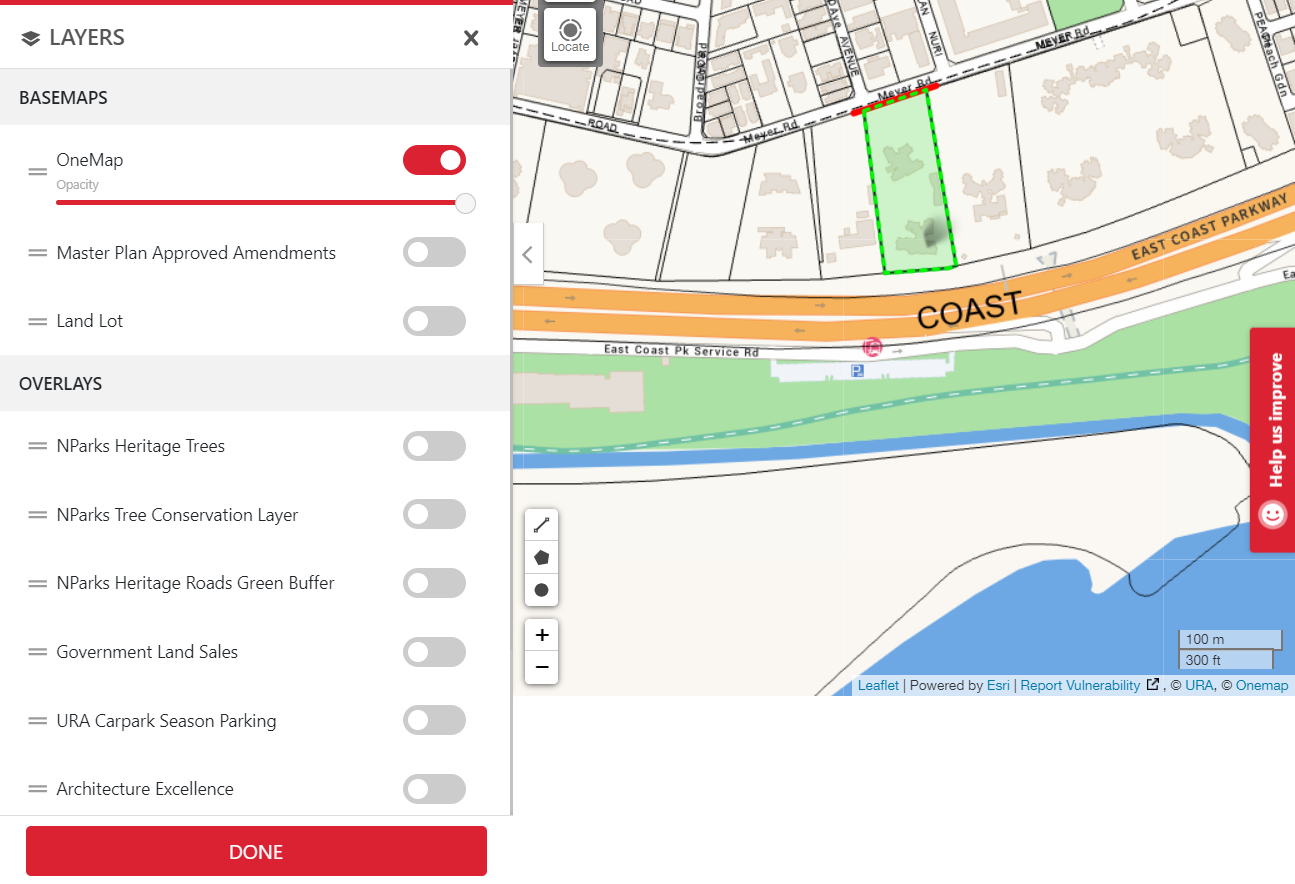 LAYERS
BASEMAPS
OneMap
Opacity
Master Plan Approved Amendments
Land Lot
OVERLAYS
NParks Heritage Trees
NParks Tree Conservation Layer
NParks Heritage Roads Green Buffer
Government Land Sales
URA Carpark Season Parking
Architecture Excellence
DONE
Locate
AVENUE
NURI
MEYER Rd
Meyer Rd
ROAD
Meyer Rd
EAST COAST PARKWAY
COAST
East Coast Pk Service Rd
P
Help us improve
+
−
100 m
300 ft
Leaflet | Powered by Esri | Report Vulnerability , © URA, © Onemap